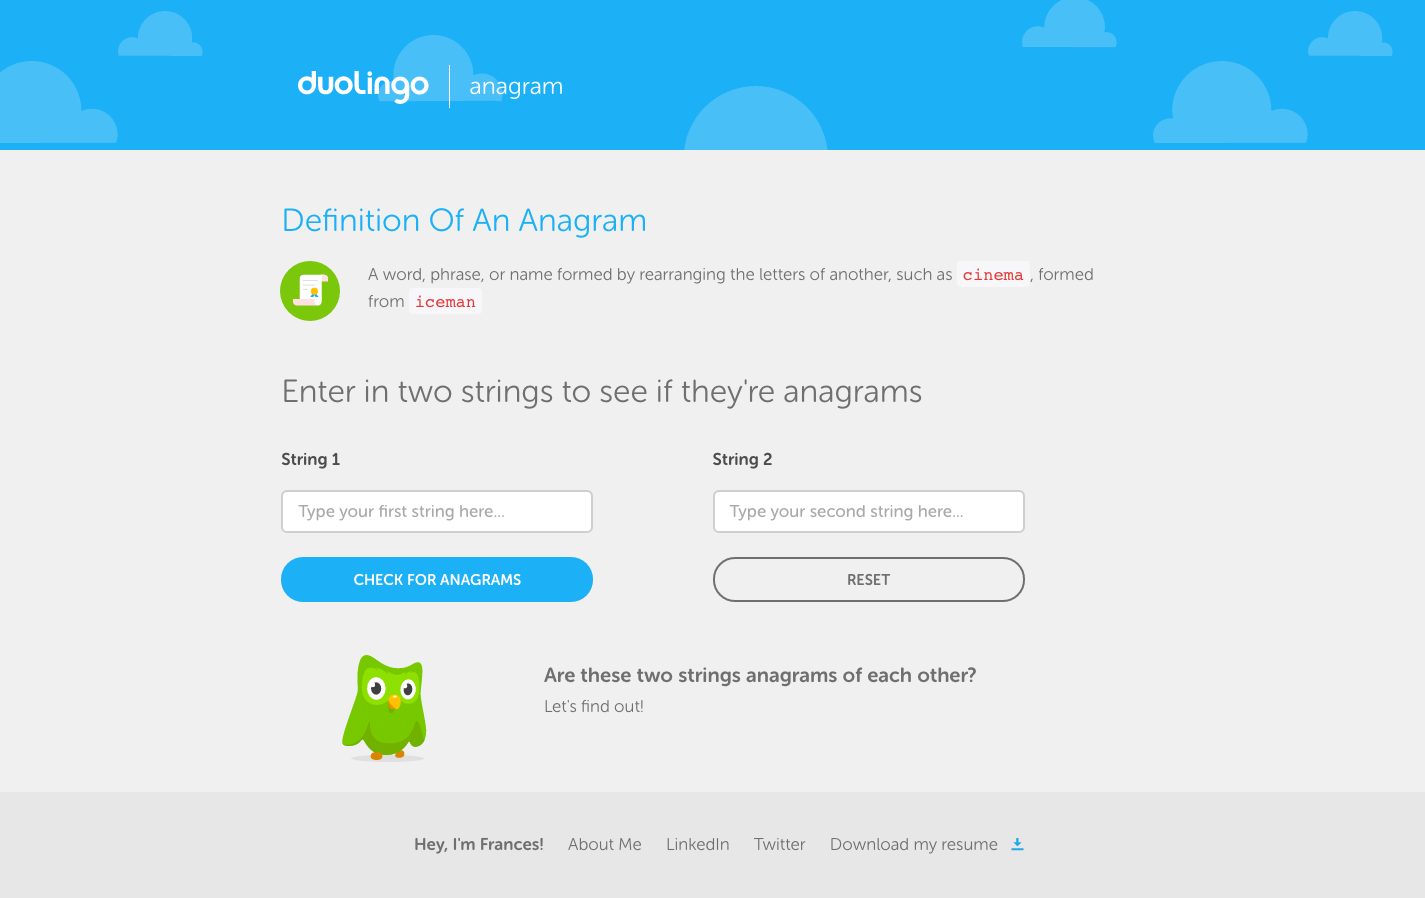 duolingo
anagram
Definition Of An Anagram
A word, phrase, or name formed by rearranging the letters of another, such as cinema, formed
from iceman
Enter in two strings to see if they're anagrams
String 1
String 2
Type your first string here...
Type your second string here...
CHECK FOR ANAGRAMS
RESET
Are these two strings anagrams of each other?
Let's find out!
Hey, I'm Frances! About Me LinkedIn Twitter Download my resume